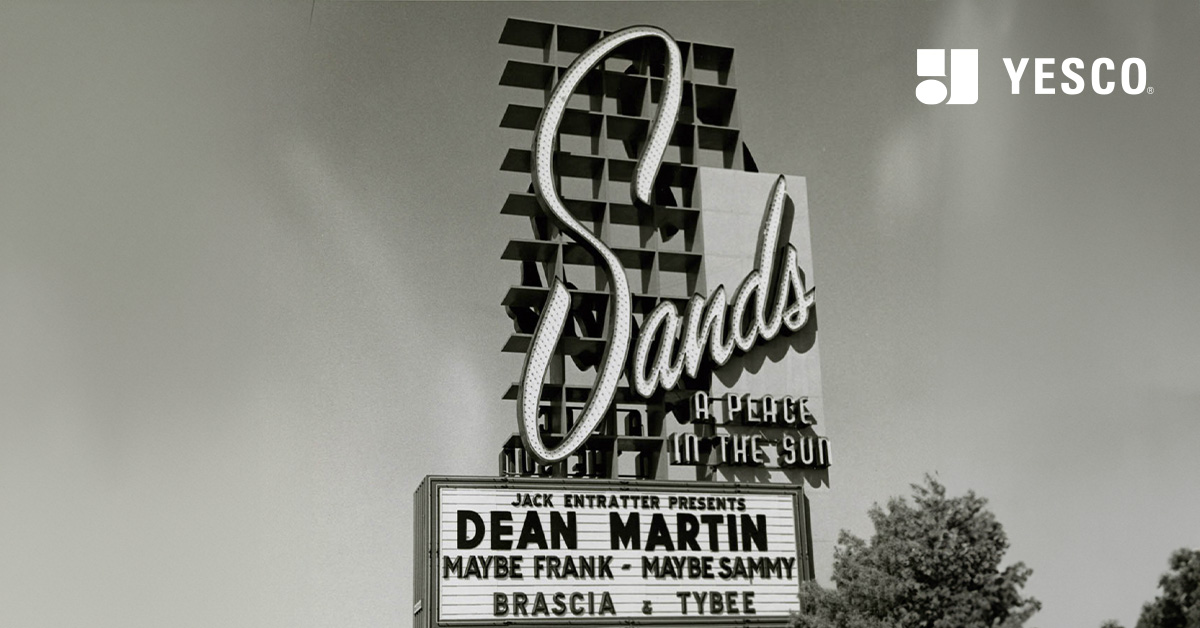 YESCO®
Sands
A PLACE
IN THE SUN
JACK ENTRATTER PRESENTS
DEAN MARTIN
MAYBE FRANK - MAYBE SAMMY
BRASCIA & TYBEE